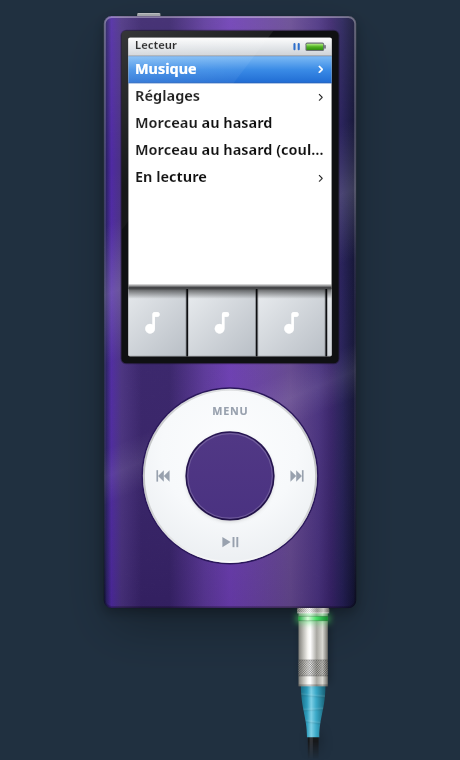 Lecteur
Musique
Réglages
Morceau au hasard
Morceau au hasard (coul...
En lecture
MENU